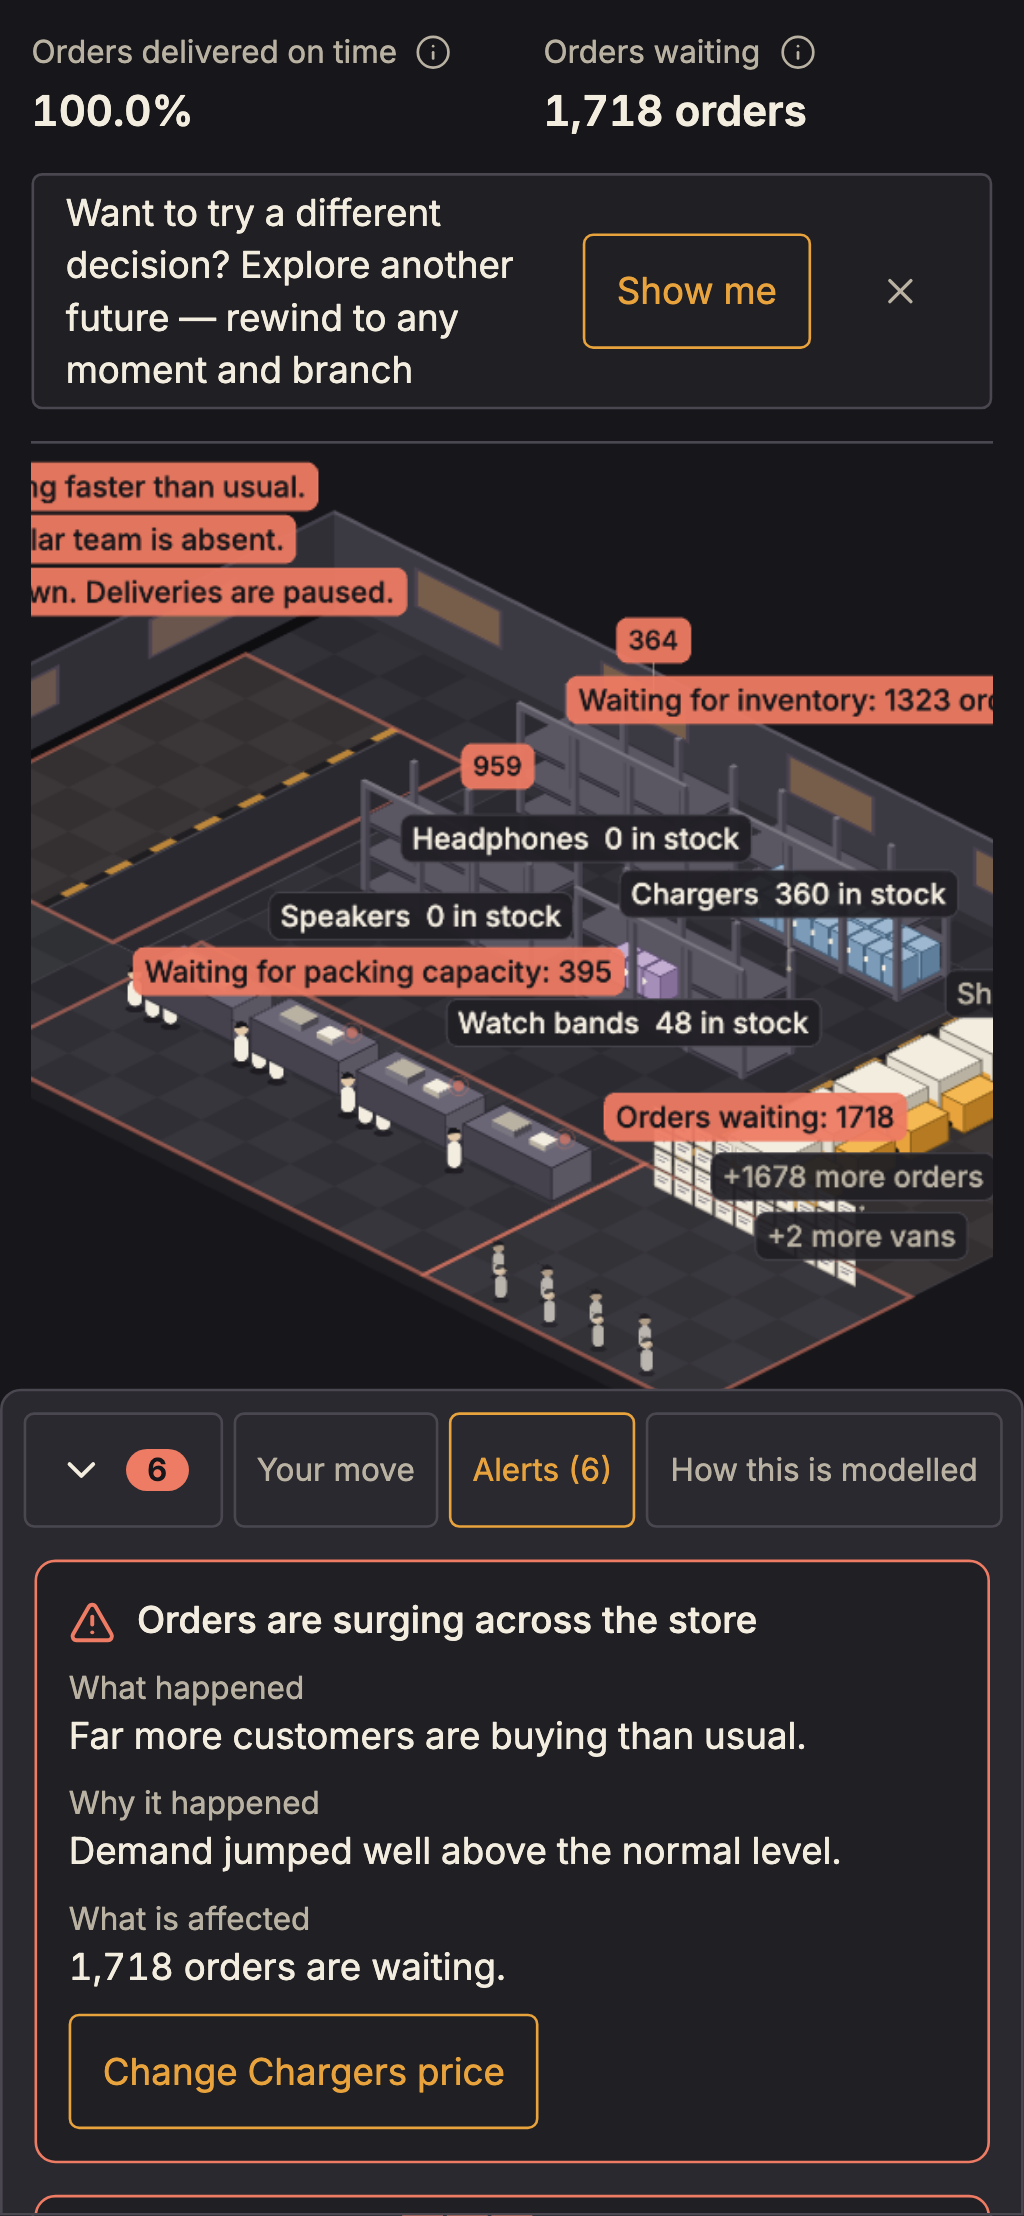 Orders delivered on time
Orders waiting
100.0%
1,718 orders
Want to try a different
decision? Explore another
future — rewind to any
moment and branch
Show me
faster than usual.
team is absent.
Deliveries are paused.
364
Waiting for inventory: 1323
959
Headphones 0 in stock
Chargers 360 in stock
Speakers 0 in stock
Waiting for packing capacity: 395
Watch bands 48 in stock
Orders waiting: 1718
+1678 more orders
+2 more vans
6
Your move
Alerts (6)
How this is modelled
Orders are surging across the store
What happened
Far more customers are buying than usual.
Why it happened
Demand jumped well above the normal level.
What is affected
1,718 orders are waiting.
Change Chargers price